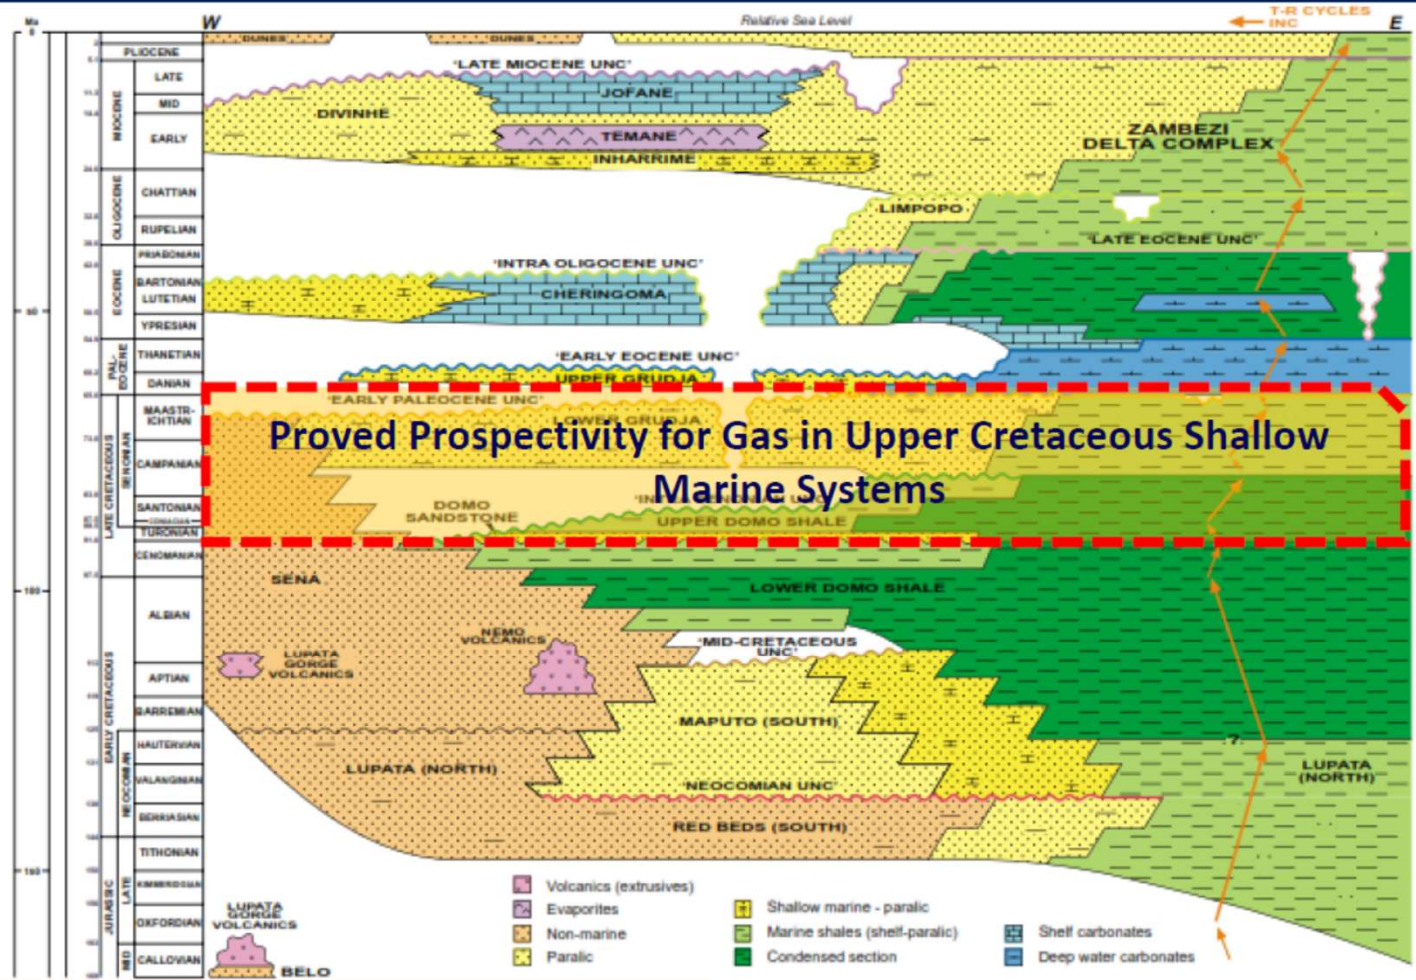 Ma
W
Relative Sea Level
T-R CYCLES
INC
E
0
DUNES
DUNES
PLIOCENE
'LATE MIOCENE UNC'
LATE
JOFANE
MID
DIVINHE
MIOCENE
EARLY
TEMANE
INHARRIME
ZAMBEZI
DELTA COMPLEX
CHATTIAN
LIMPOPO
OLIGOCENE
RUPELIAN
'LATE EOCENE UNC'
PRIABONIAN
'INTRA OLIGOCENE UNC'
BARTONIAN
LUTETIAN
CHERINGOMA
EOCENE
50
YPRESIAN
THANETIAN
'EARLY EOCENE UNC'
PAL-
EOCENE
DANIAN
UPPER GRUDJA
'EARLY PALEOCENE UNC'
MAASTR-
ICHTIAN
LOWER GRUDJA
Proved Prospectivity for Gas in Upper Cretaceous Shallow
Marine Systems
SENONIAN
LATE CRETACEOUS
CAMPANIAN
SANTONIAN
DOMO
SANDSTONE
UPPER DOMO SHALE
CONIACIAN
TURONIAN
CENOMANIAN
SENA
LOWER DOMO SHALE
100
ALBIAN
NEMO
VOLCANICS
'MID-CRETACEOUS
UNC'
LUPATA
GORGE
VOLCANICS
APTIAN
EARLY CRETACEOUS
BARREMIAN
MAPUTO (SOUTH)
HAUTERVIAN
?
LUPATA (NORTH)
LUPATA
(NORTH)
NEOCOMIAN
VALANGINIAN
'NEOCOMIAN UNC'
BERRIASIAN
RED BEDS (SOUTH)
TITHONIAN
150
JURASSIC
LATE
KIMMERIDGIAN
OXFORDIAN
LUPATA
GORGE
VOLCANICS
MID
CALLOVIAN
BELO
Volcanics (extrusives)
Evaporites
Non-marine
Paralic
Shallow marine - paralic
Marine shales (shelf-paralic)
Condensed section
Shelf carbonates
Deep water carbonates